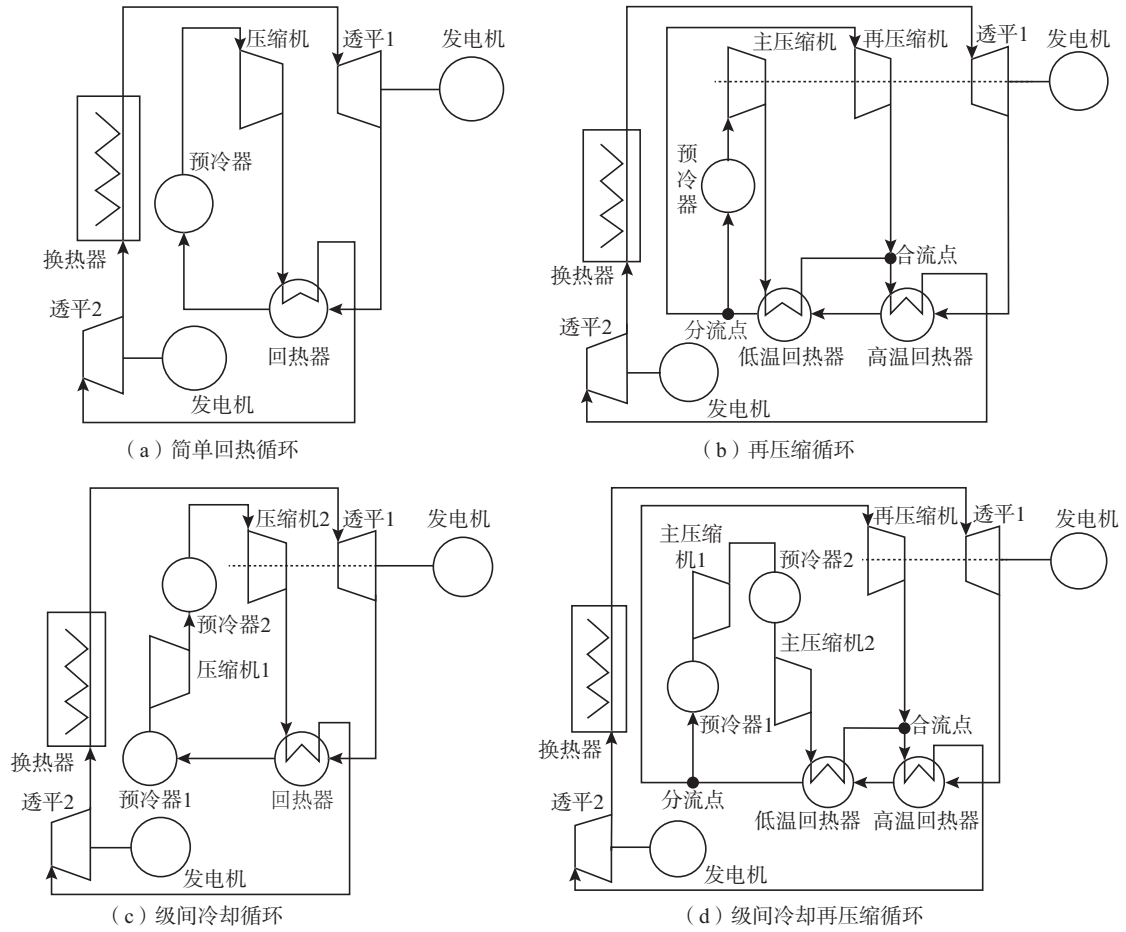 压缩机
透平1
发电机
预冷器
换热器
透平2
回热器
发电机
(a)简单回热循环
主压缩机
再压缩机
透平1
发电机
预
冷
器
换热器
合流点
透平2
分流点
低温回热器
高温回热器
发电机
(b)再压缩循环
压缩机2
透平1
发电机
预冷器2
压缩机1
换热器
预冷器1
回热器
透平2
发电机
(c)级间冷却循环
主压缩
机1
预冷器2
再压缩机
透平1
发电机
主压缩机2
预冷器1
合流点
换热器
透平2
分流点
低温回热器
高温回热器
发电机
(d)级间冷却再压缩循环